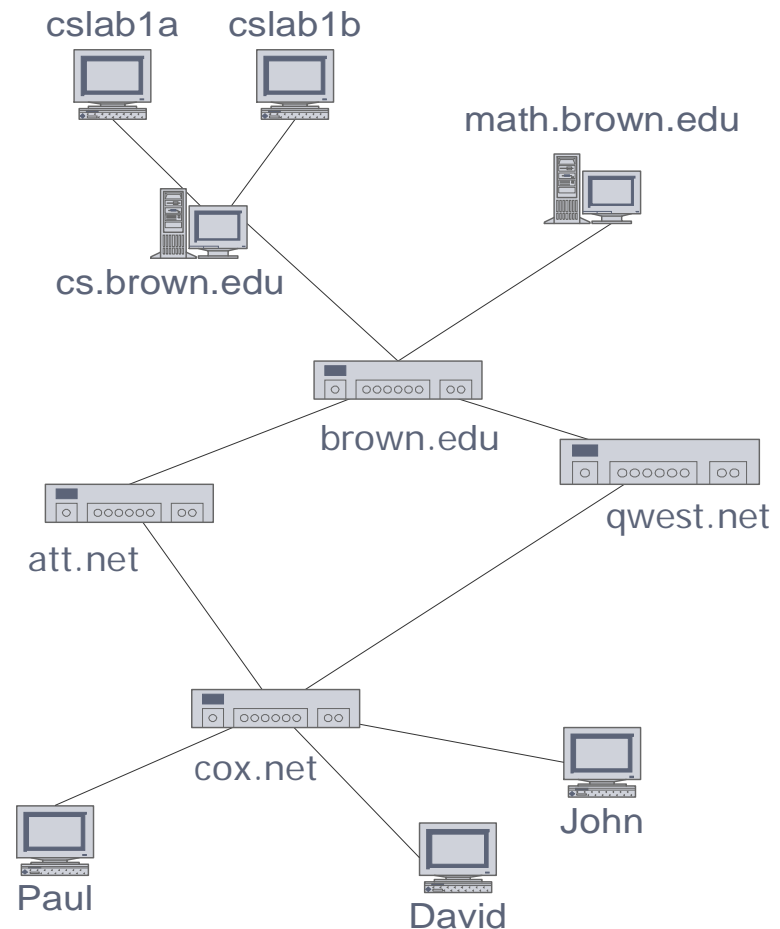 cslab1a
cslab1b
math.brown.edu
cs.brown.edu
brown.edu
qwest.net
att.net
cox.net
John
Paul
David